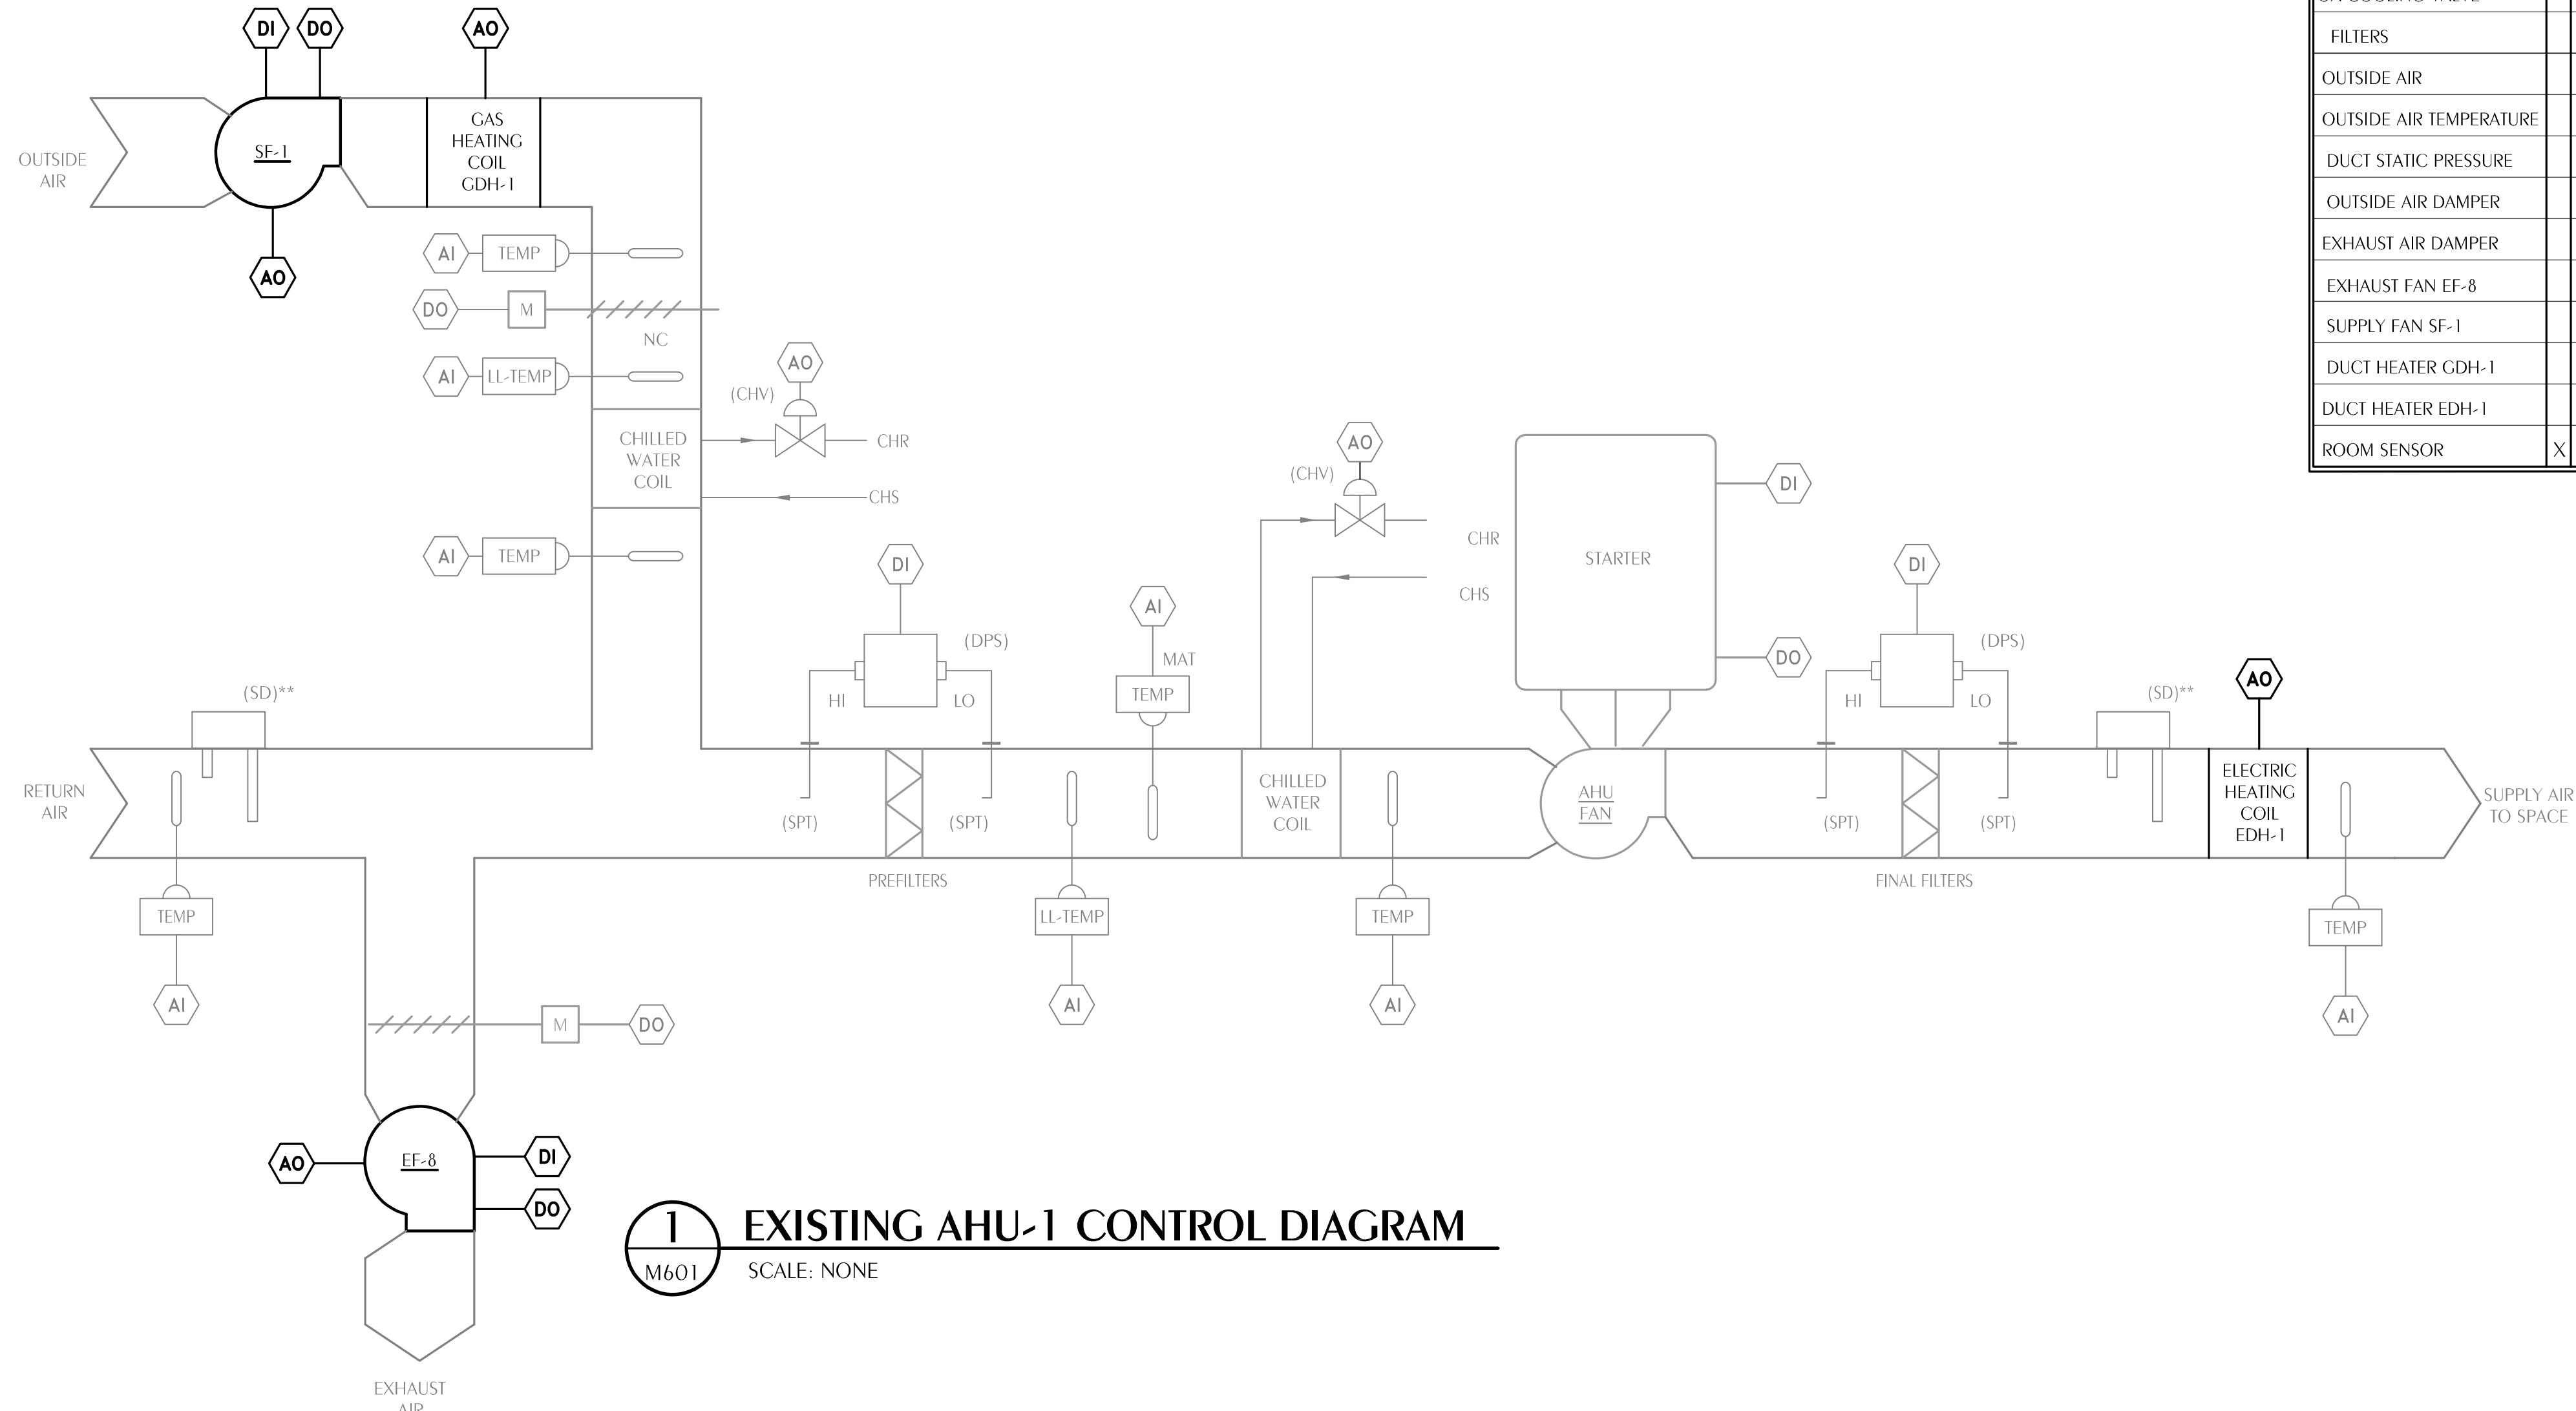 DI DO AO
OUTSIDE
AIR
SF-1
GAS
HEATING
COIL
GDH-1
AO
AI TEMP
DO M
NC
AI LL-TEMP
AO
(CHV)
CHILLED
WATER
COIL
CHR
CHS
AI TEMP
DI
(DPS)
HI LO
AI
MAT
TEMP
AO
(CHV)
CHR
CHS
STARTER
DI
DO
DI
(DPS)
HI LO
(SD)**
(SD)**
AO
RETURN
AIR
(SPT) (SPT)
CHILLED
WATER
COIL
AHU
FAN
(SPT) (SPT)
ELECTRIC
HEATING
COIL
EDH-1
SUPPLY AIR
TO SPACE
PREFILTERS
FINAL FILTERS
TEMP
AI
LL-TEMP
AI
TEMP
AI
TEMP
AI
M DO
AO EF-8 DI
DO
EXHAUST
AIR
1
M601
EXISTING AHU-1 CONTROL DIAGRAM
SCALE: NONE
COOLING VALVE
FILTERS
OUTSIDE AIR
OUTSIDE AIR TEMPERATURE
DUCT STATIC PRESSURE
OUTSIDE AIR DAMPER
EXHAUST AIR DAMPER
EXHAUST FAN EF-8
SUPPLY FAN SF-1
DUCT HEATER GDH-1
DUCT HEATER EDH-1
ROOM SENSOR X